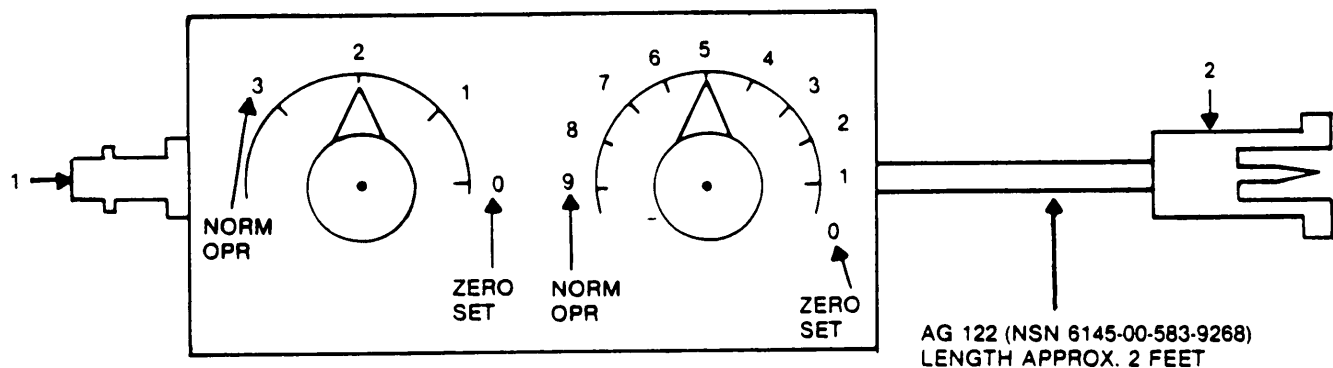 1
3
2
1
0
NORM
OPR
ZERO
SET
9
8
7
6
5
4
3
2
1
0
NORM
OPR
ZERO
SET
2
AG 122 (NSN 6145-00-583-9268)
LENGTH APPROX. 2 FEET